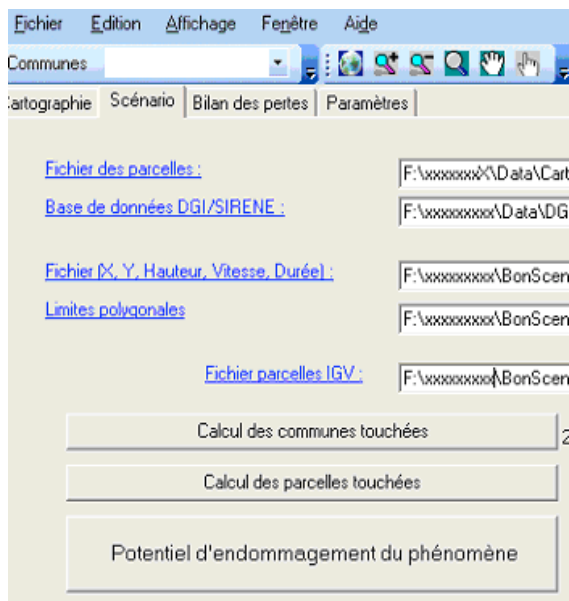 Fichier Edition Affichage Fenêtre Aide
Communes
Cartographie Scénario Bilan des pertes Paramètres
Fichier des parcelles : F:\xxxxxxxX\Data\Cart
Base de données DGI/SIRENE : F:\xxxxxxxxx\Data\DG
Fichier (X, Y, Hauteur, Vitesse, Durée) : F:\xxxxxxxxx\BonScen
Limites polygonales F:\xxxxxxxxx\BonScen
Fichier parcelles IGV : F:\xxxxxxxxx\BonScen
Calcul des communes touchées 2
Calcul des parcelles touchées
Potentiel d'endommagement du phénomène